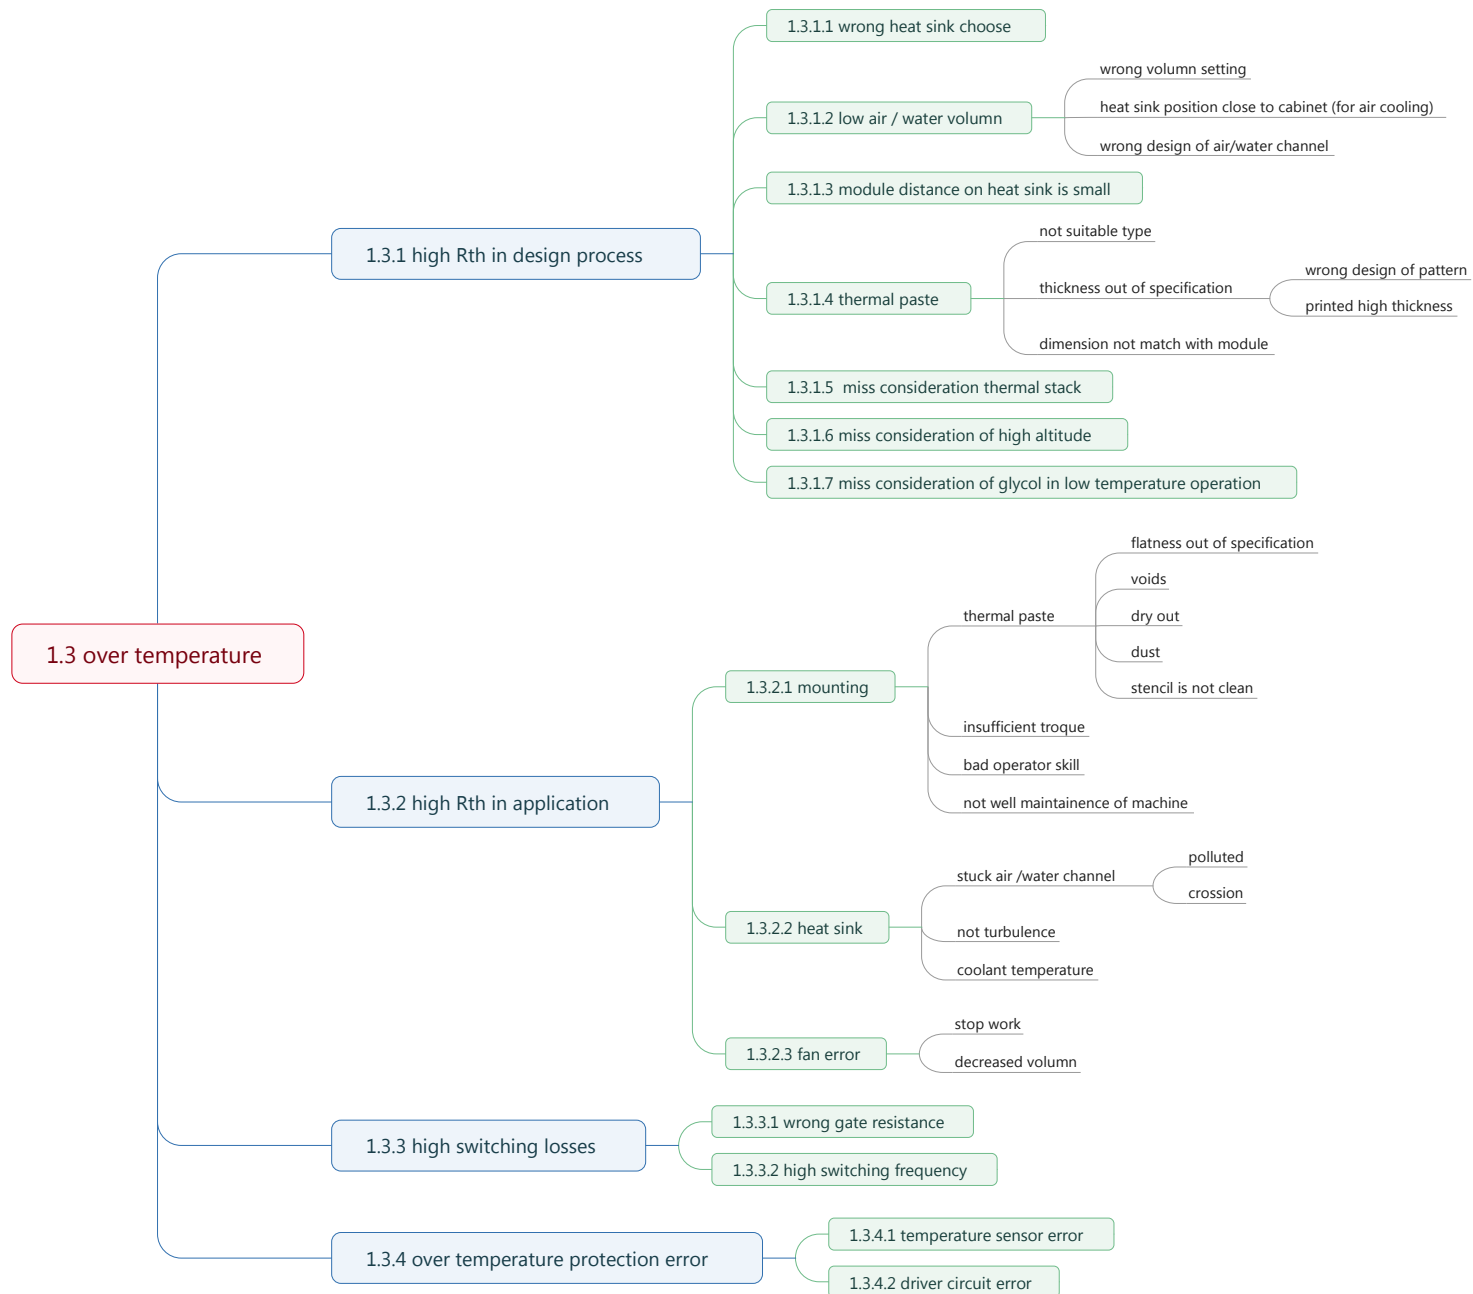 1.3 over temperature
1.3.1 high Rth in design process
1.3.1.1 wrong heat sink choose
1.3.1.2 low air / water volumn
wrong volumn setting
heat sink position close to cabinet (for air cooling)
wrong design of air/water channel
1.3.1.3 module distance on heat sink is small
1.3.1.4 thermal paste
not suitable type
thickness out of specification
wrong design of pattern
printed high thickness
dimension not match with module
1.3.1.5  miss consideration thermal stack
1.3.1.6 miss consideration of high altitude
1.3.1.7 miss consideration of glycol in low temperature operation
1.3.2 high Rth in application
1.3.2.1 mounting
thermal paste
flatness out of specification
voids
dry out
dust
stencil is not clean
insufficient troque
bad operator skill
not well maintainence of machine
1.3.2.2 heat sink
stuck air /water channel
polluted
crossion
not turbulence
coolant temperature
1.3.2.3 fan error
stop work
decreased volumn
1.3.3 high switching losses
1.3.3.1 wrong gate resistance
1.3.3.2 high switching frequency
1.3.4 over temperature protection error
1.3.4.1 temperature sensor error
1.3.4.2 driver circuit error